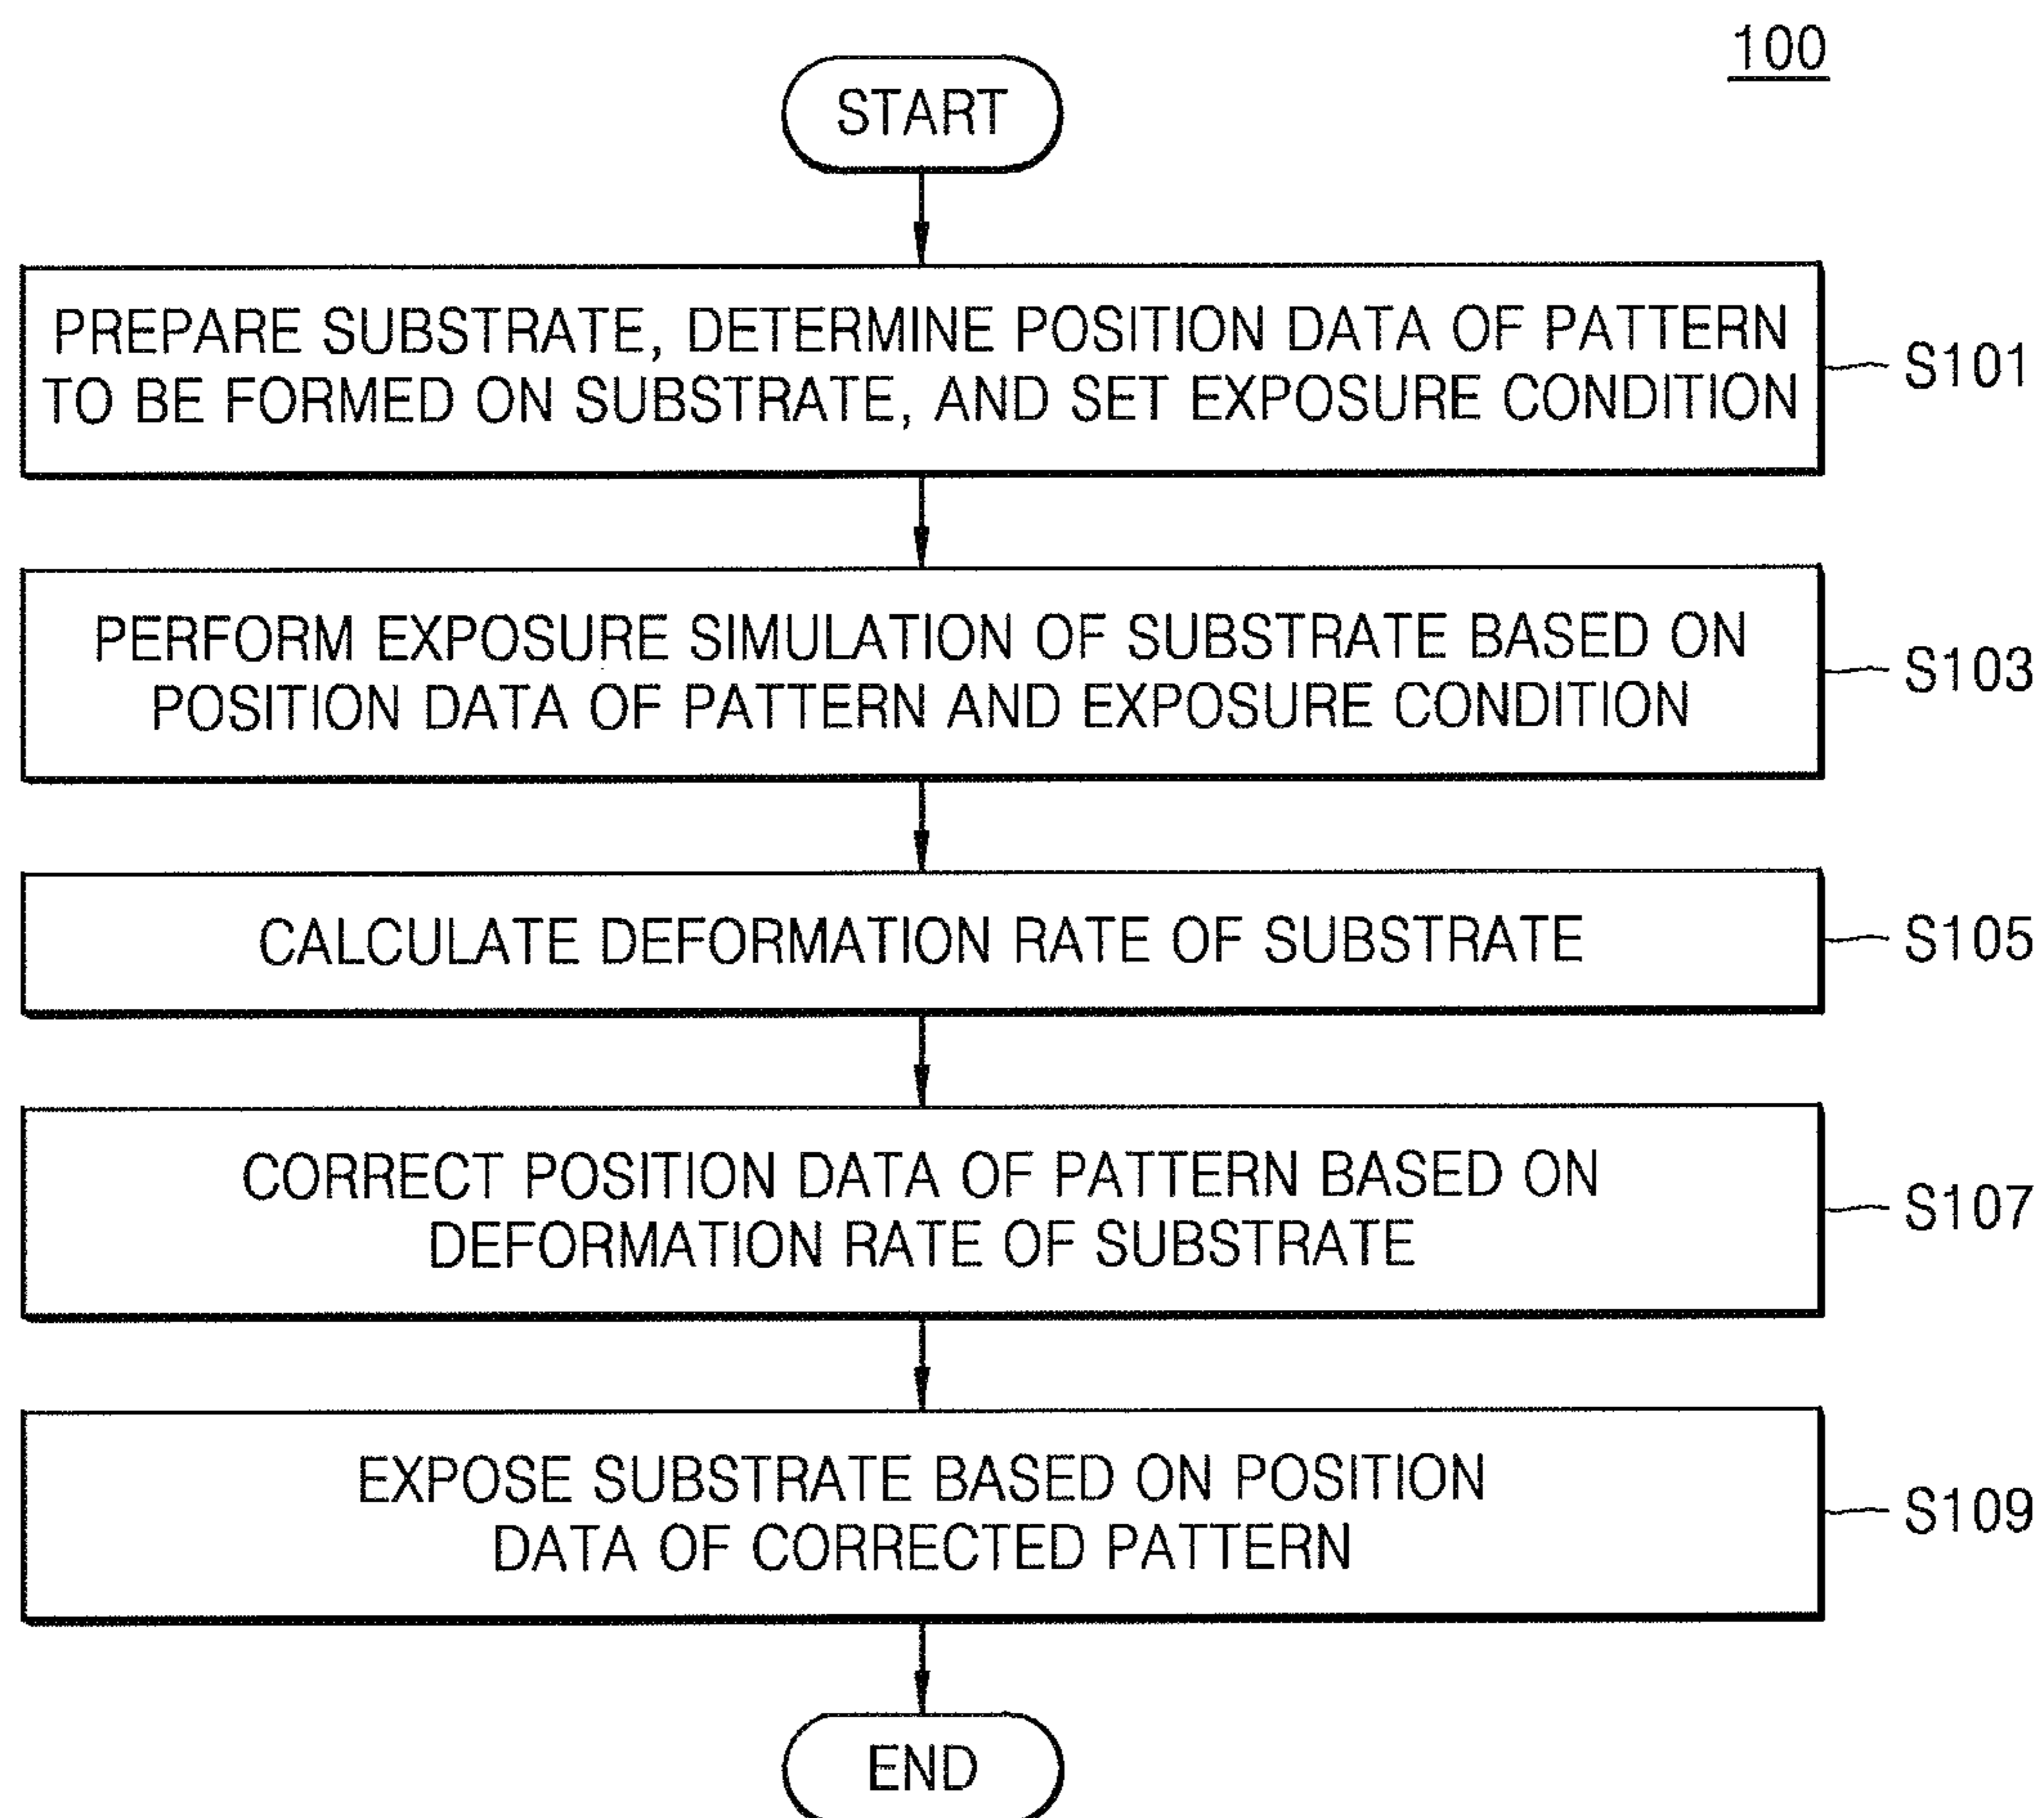 100
START
PREPARE SUBSTRATE, DETERMINE POSITION DATA OF PATTERN
TO BE FORMED ON SUBSTRATE, AND SET EXPOSURE CONDITION
S101
PERFORM EXPOSURE SIMULATION OF SUBSTRATE BASED ON
POSITION DATA OF PATTERN AND EXPOSURE CONDITION
S103
CALCULATE DEFORMATION RATE OF SUBSTRATE
S105
CORRECT POSITION DATA OF PATTERN BASED ON
DEFORMATION RATE OF SUBSTRATE
S107
EXPOSE SUBSTRATE BASED ON POSITION
DATA OF CORRECTED PATTERN
S109
END